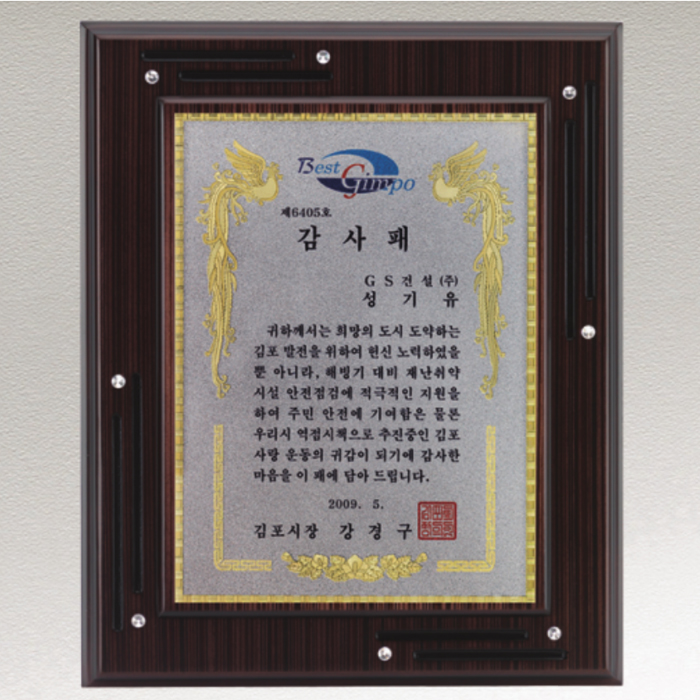 Best
Gimpo
제6405호
감 사 패
G S 건 설 (주)
성 기 유
귀하께서는 희망의 도시 도약하는
김포 발전을 위하여 헌신 노력하였을
뿐 아니라, 해빙기 대비 재난취약
시설 안전점검에 적극적인 지원을
하여 주민 안전에 기여함은 물론
우리시 역점시책으로 추진중인 김포
사랑 운동의 귀감이 되기에 감사한
마음을 이 패에 담아 드립니다.
2009. 5.
김포시장 강 경 구